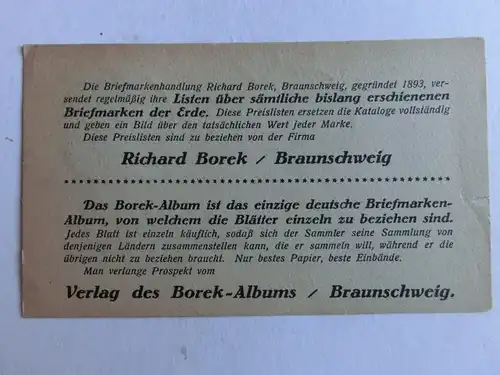 Die Briefmarkenhandlung Richard Borek, Braunschweig, gegründet 1893, ver-
sendet regelmäßig ihre Listen über sämtliche bislang erschienenen
Briefmarken der Erde. Diese Preislisten ersetzen die Kataloge vollständig
und geben ein Bild über den tatsächlichen Wert jeder Marke.
Diese Preislisten sind zu beziehen von der Firma
Richard Borek / Braunschweig
Das Borek-Album ist das einzige deutsche Briefmarken-
Album, von welchem die Blätter einzeln zu beziehen sind.
Jedes Blatt ist einzeln käuflich, sodaß sich der Sammler seine Sammlung von
denjenigen Ländern zusammenstellen kann, die er sammeln will, während er die
übrigen nicht zu beziehen braucht. Nur bestes Papier, beste Einbände.
Man verlange Prospekt vom
Verlag des Borek-Albums / Braunschweig.